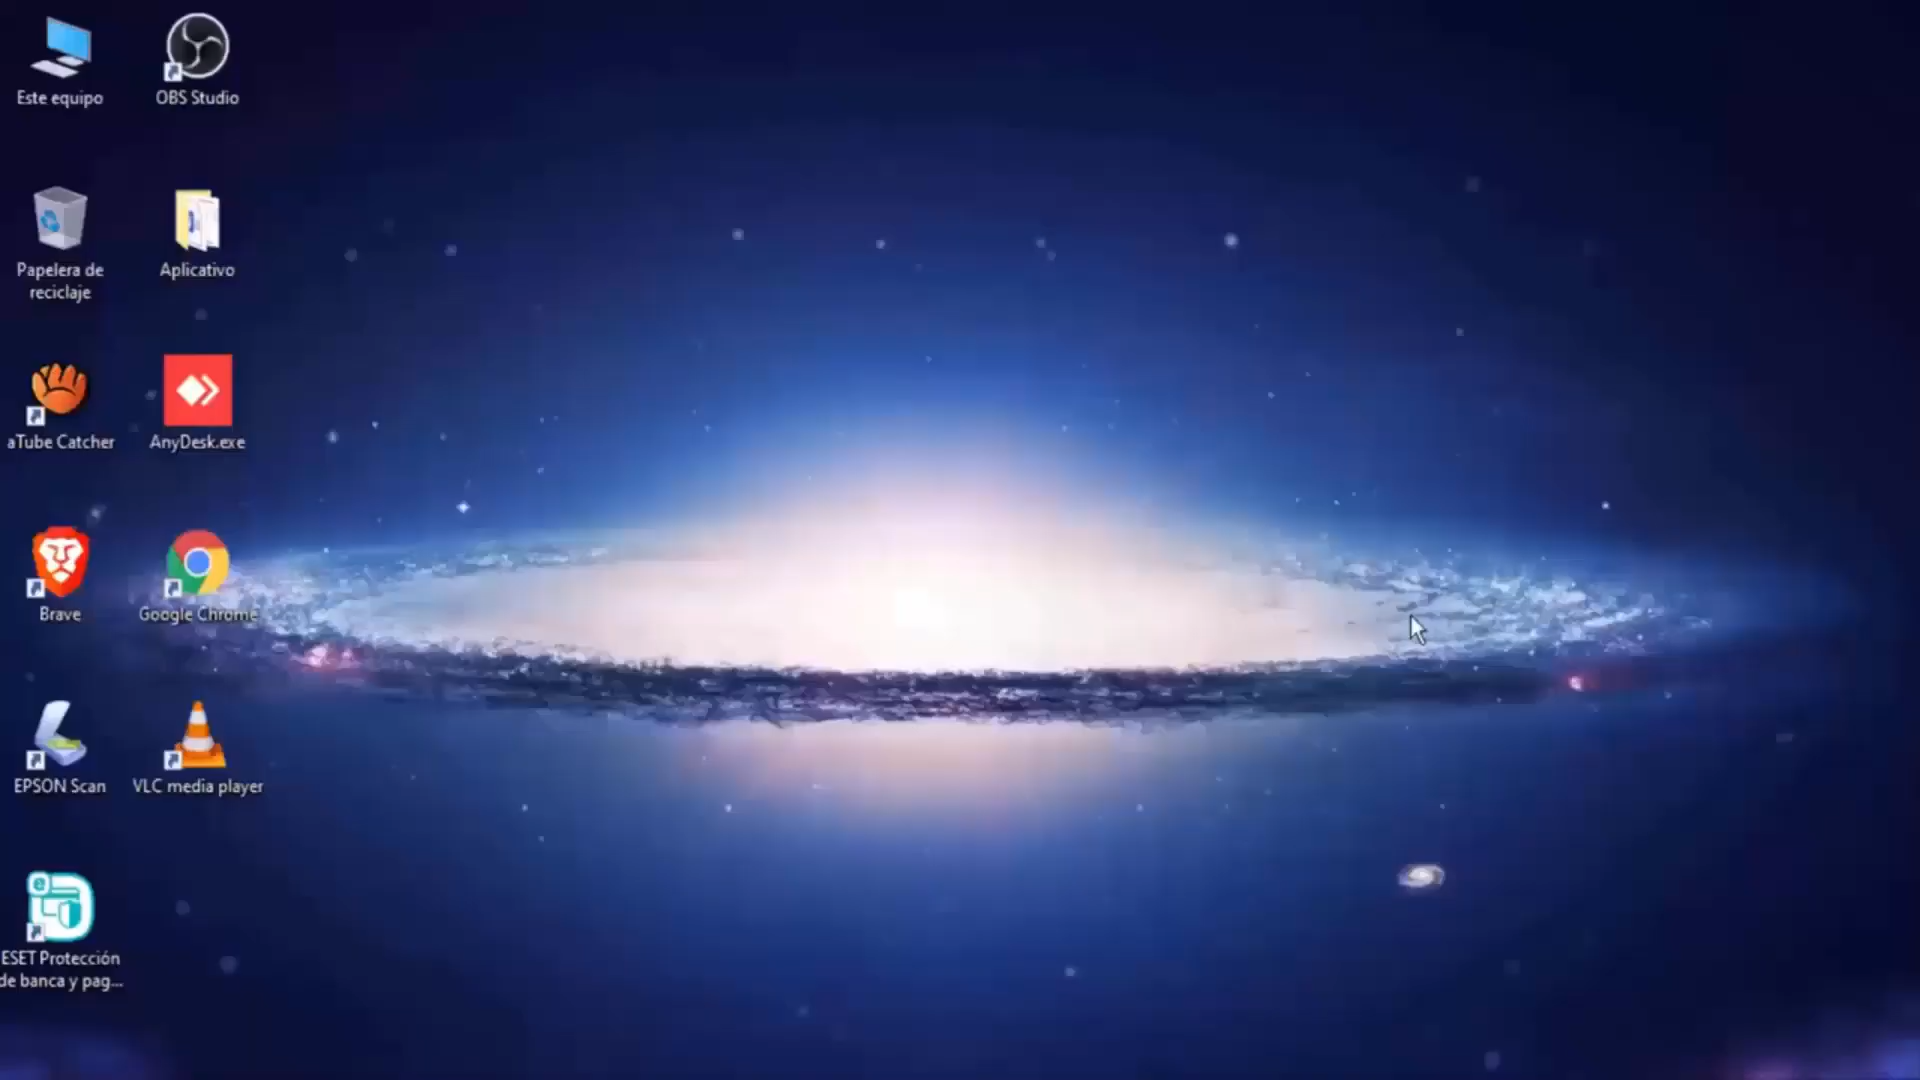 Este equipo
OBS Studio
Papelera de
reciclaje
Aplicativo
aTube Catcher
AnyDesk.exe
Brave
Google Chrome
EPSON Scan
VLC media player
ESET Protección
de banca y pag...